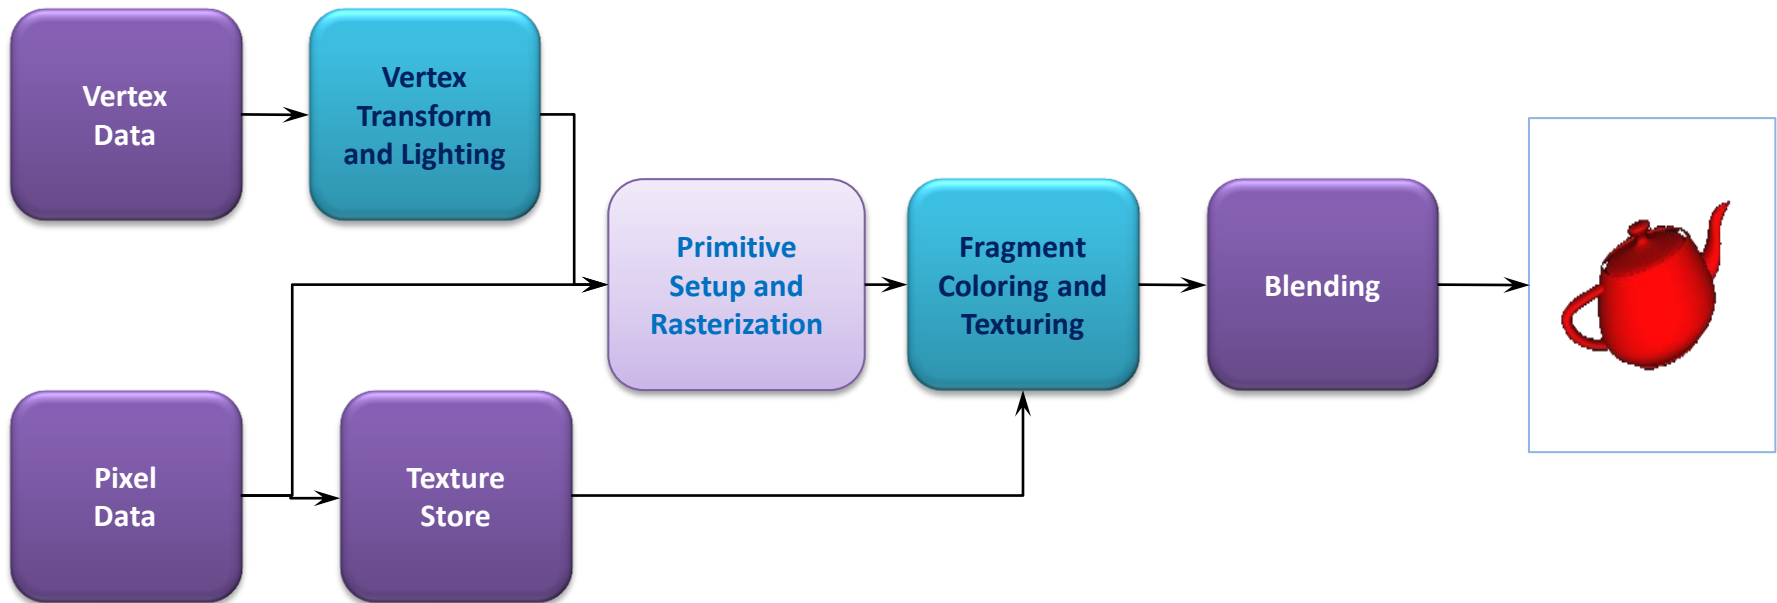 Vertex
Data
Vertex
Transform
and Lighting
Primitive
Setup and
Rasterization
Fragment
Coloring and
Texturing
Blending
Pixel
Data
Texture
Store